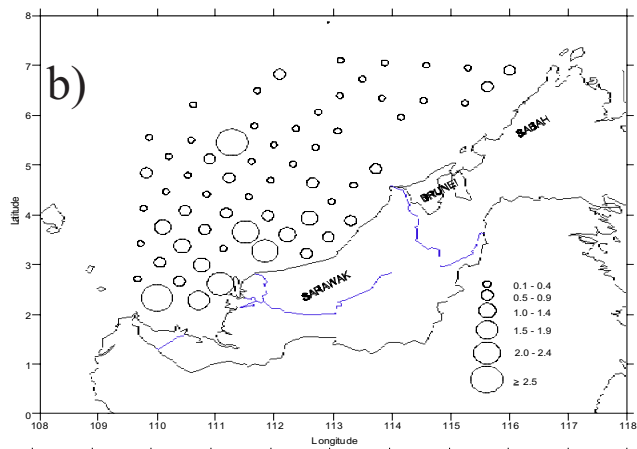 b)
8
7
6
5
4
3
2
1
0
Latitude
SABAH
BRUNEI
SARAWAK
0.1 - 0.4
0.5 - 0.9
1.0 - 1.4
1.5 - 1.9
2.0 - 2.4
≥ 2.5
108 109 110 111 112 113 114 115 116 117 118
Longitude